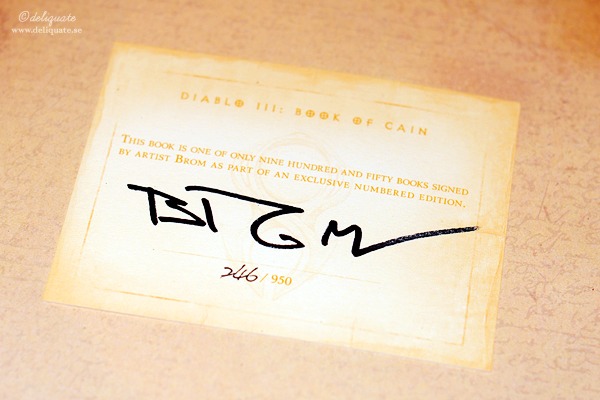 ©deliquate
www.deliquate.se
DIABLO III: BOOK OF CAIN
THIS BOOK IS ONE OF ONLY NINE HUNDRED AND FIFTY BOOKS SIGNED
BY ARTIST BROM AS PART OF AN EXCLUSIVE NUMBERED EDITION,
BROM
246 / 950